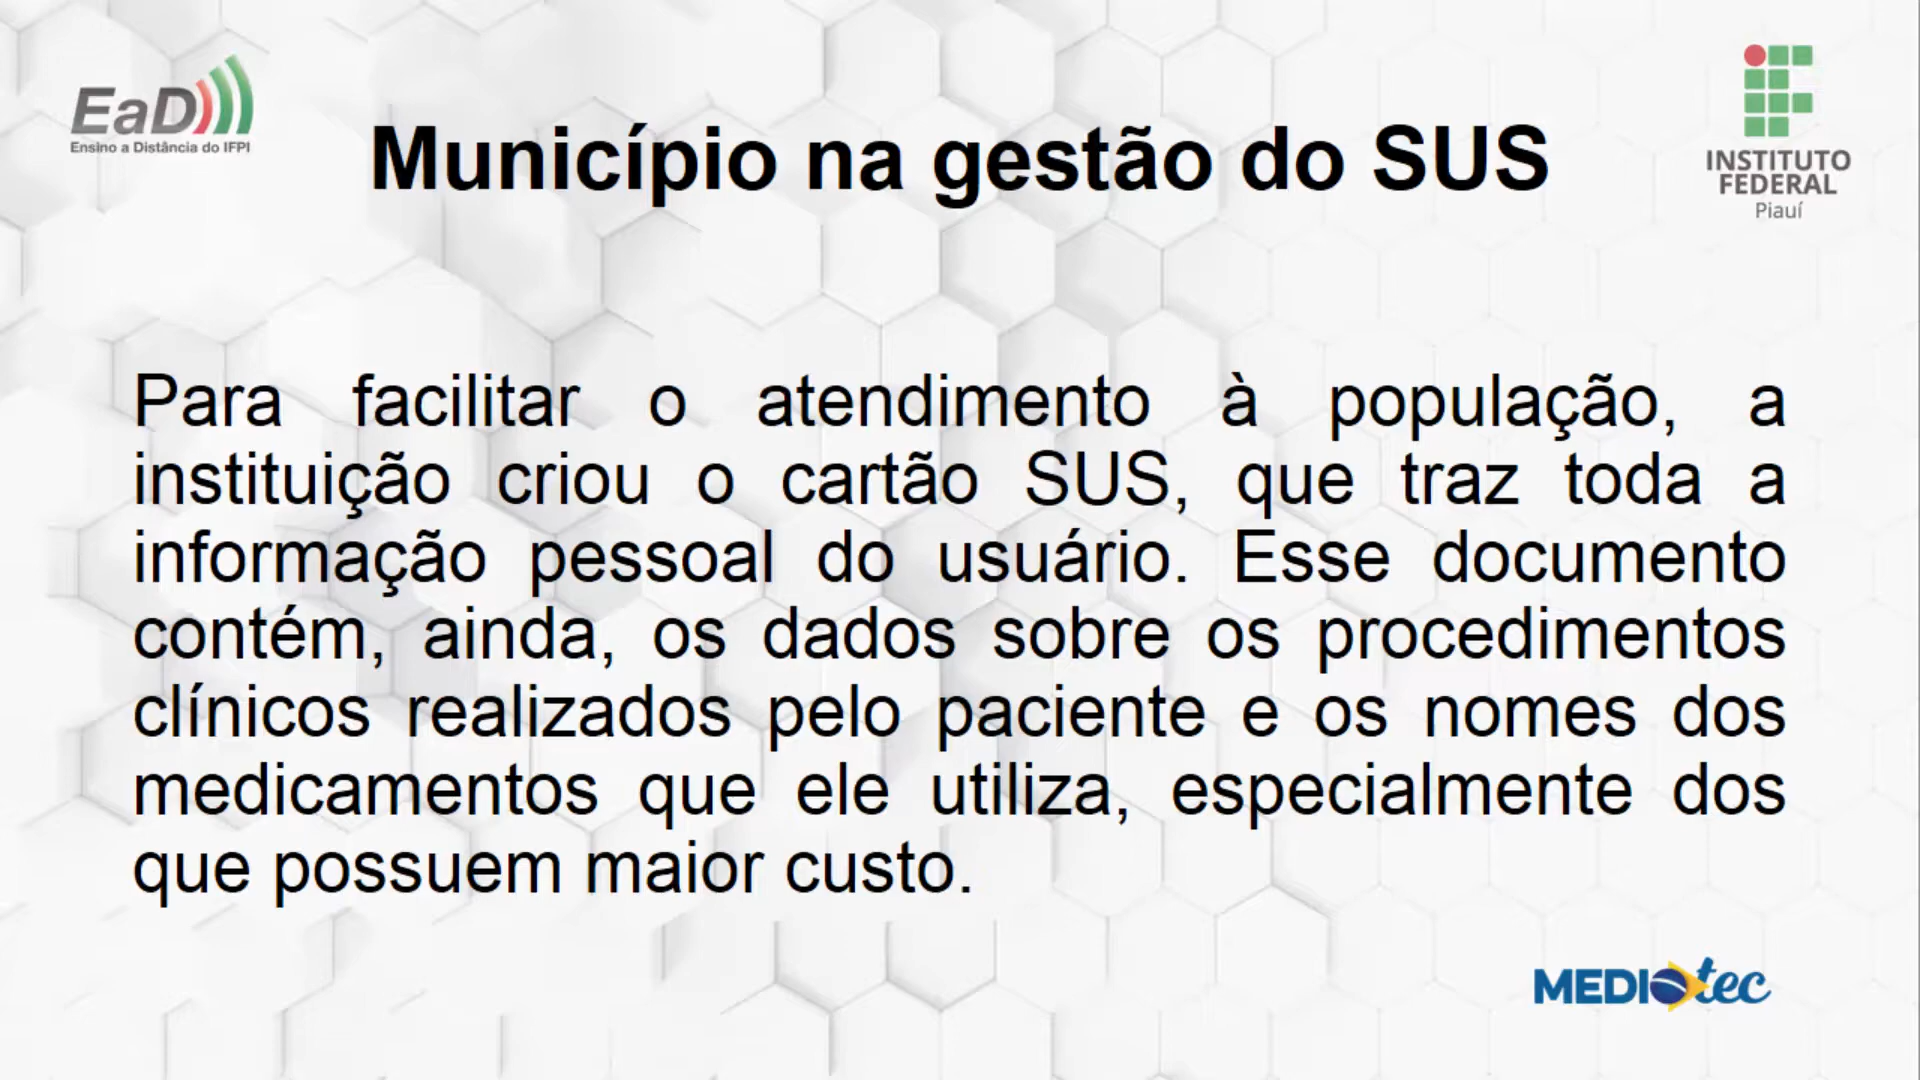 EaD
Ensino a Distância do IFPI
Município na gestão do SUS
INSTITUTO
FEDERAL
Piauí
Para facilitar o atendimento à população, a
instituição criou o cartão SUS, que traz toda a
informação pessoal do usuário. Esse documento
contém, ainda, os dados sobre os procedimentos
clínicos realizados pelo paciente e os nomes dos
medicamentos que ele utiliza, especialmente dos
que possuem maior custo.
MEDIOtec